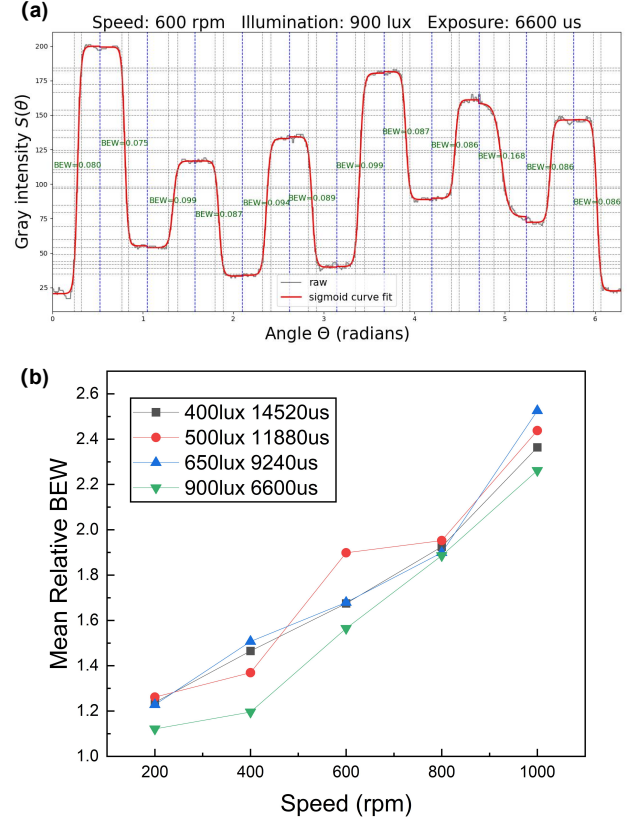 (a)
Speed: 600 rpm Illumination: 900 lux Exposure: 6600 us
Gray intensity S(θ)
200
175
150
125
100
75
50
25
BEW=0.080
BEW=0.075
BEW=0.099
BEW=0.087
BEW=0.094
BEW=0.089
BEW=0.099
BEW=0.087
BEW=0.086
BEW=0.168
BEW=0.086
BEW=0.086
raw
sigmoid curve fit
0 1 2 3 4 5 6
Angle Θ (radians)
(b)
Mean Relative BEW
2.6
2.4
2.2
2.0
1.8
1.6
1.4
1.2
1.0
400lux 14520us
500lux 11880us
650lux 9240us
900lux 6600us
200 400 600 800 1000
Speed (rpm)